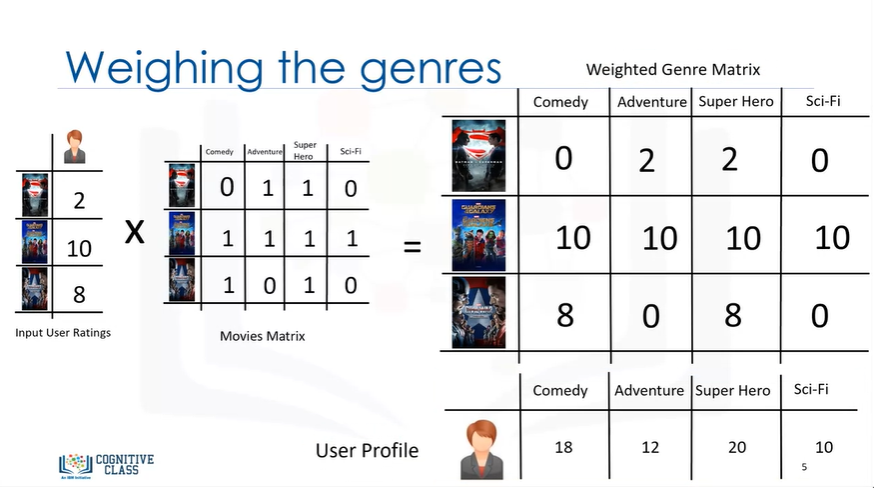 Weighing the genres
Weighted Genre Matrix
Comedy Adventure Super Hero Sci-Fi
0 2 2 0
10 10 10 10
8 0 8 0
2
10
8
Input User Ratings
X
Comedy Adventure Super Hero Sci-Fi
0 1 1 0
1 1 1 1
1 0 1 0
Movies Matrix
=
Comedy Adventure Super Hero Sci-Fi
User Profile 18 12 20 10
COGNITIVE
CLASS
An IBM Initiative
5